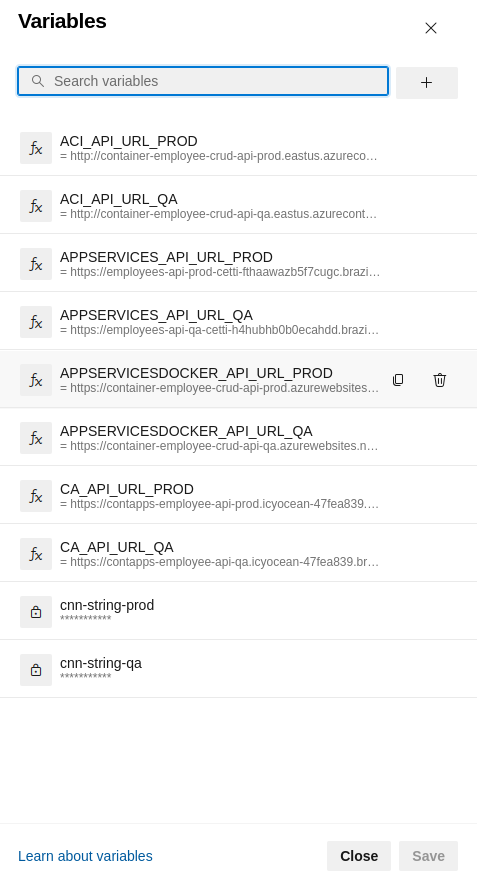 Variables
Search variables
ACI_API_URL_PROD
= http://container-employee-crud-api-prod.eastus.azureco…
ACI_API_URL_QA
= http://container-employee-crud-api-qa.eastus.azurecont…
APPSERVICES_API_URL_PROD
= https://employees-api-prod-cetti-fthaawazb5f7cugc.brazi…
APPSERVICES_API_URL_QA
= https://employees-api-qa-cetti-h4hubhb0b0ecahdd.brazi…
APPSERVICESDOCKER_API_URL_PROD
= https://container-employee-crud-api-prod.azurewebsites…
APPSERVICESDOCKER_API_URL_QA
= https://container-employee-crud-api-qa.azurewebsites.n…
CA_API_URL_PROD
= https://contapps-employee-api-prod.icyocean-47fea839.…
CA_API_URL_QA
= https://contapps-employee-api-qa.icyocean-47fea839.br…
cnn-string-prod
***********
cnn-string-qa
***********
Learn about variables
Close
Save